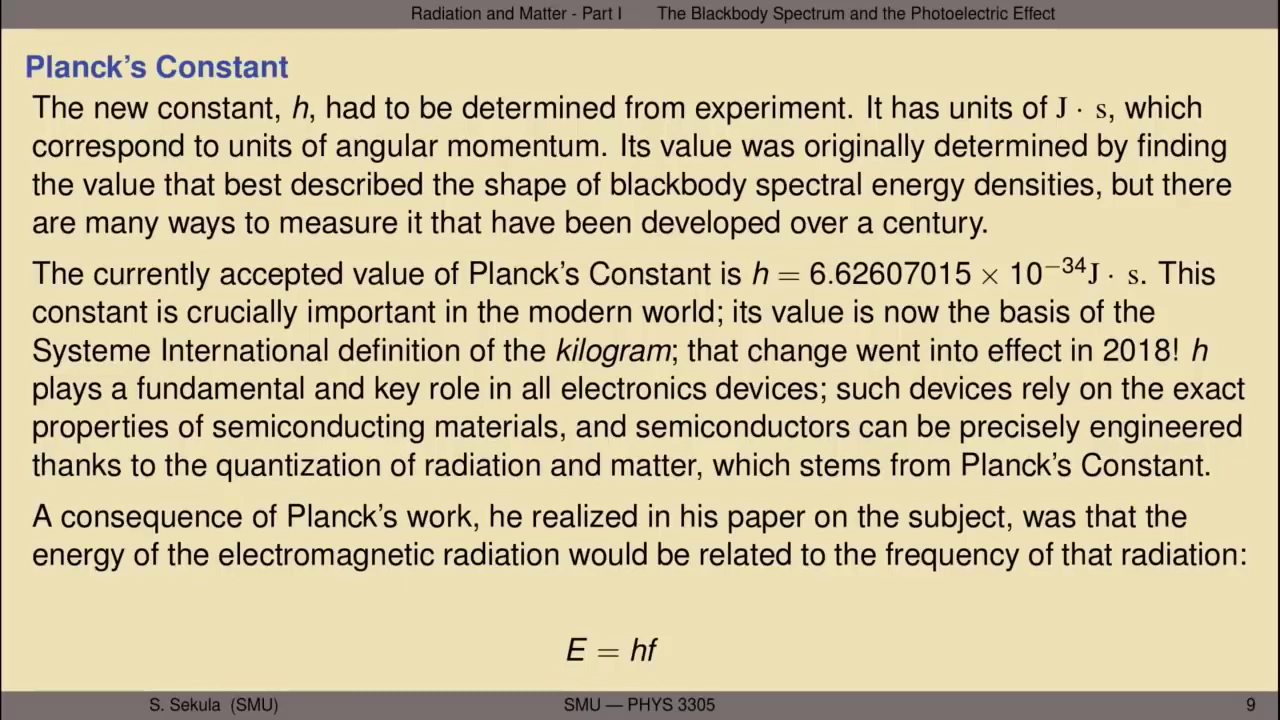 Radiation and Matter - Part I The Blackbody Spectrum and the Photoelectric Effect
Planck's Constant
The new constant, h, had to be determined from experiment. It has units of J · s, which
correspond to units of angular momentum. Its value was originally determined by finding
the value that best described the shape of blackbody spectral energy densities, but there
are many ways to measure it that have been developed over a century.
The currently accepted value of Planck's Constant is h = 6.62607015 × 10⁻³⁴J · s. This
constant is crucially important in the modern world; its value is now the basis of the
Systeme International definition of the kilogram; that change went into effect in 2018! h
plays a fundamental and key role in all electronics devices; such devices rely on the exact
properties of semiconducting materials, and semiconductors can be precisely engineered
thanks to the quantization of radiation and matter, which stems from Planck's Constant.
A consequence of Planck's work, he realized in his paper on the subject, was that the
energy of the electromagnetic radiation would be related to the frequency of that radiation:
E = hf
S. Sekula (SMU) SMU — PHYS 3305 9